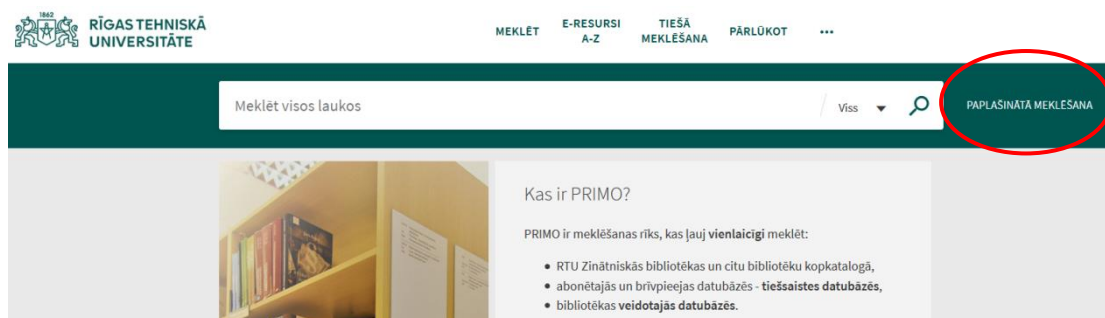 1862
RĪGAS TEHNISKĀ
UNIVERSITĀTE
MEKLĒT
E-RESURSI
A-Z
TIEŠĀ
MEKLĒŠANA
PĀRLŪKOT
...
Meklēt visos laukos
Viss
PAPLAŠINĀTĀ MEKLĒŠANA
Kas ir PRIMO?
PRIMO ir meklēšanas rīks, kas ļauj vienlaicīgi meklēt:
• RTU Zinātniskās bibliotēkas un citu bibliotēku kopkatalogā,
• abonētajās un brīvpieejas datubāzēs - tiešsaistes datubāzēs,
• bibliotēkas veidotajās datubāzēs.